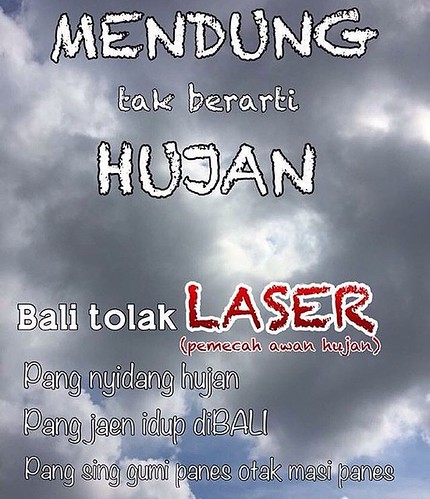 MENDUNG
tak berarti
HUJAN
Bali tolak LASER
(pemecah awan hujan)
Pang nyidang hujan
Pang jaen idup diBALI
Pang sing gumi panes otak masi panes